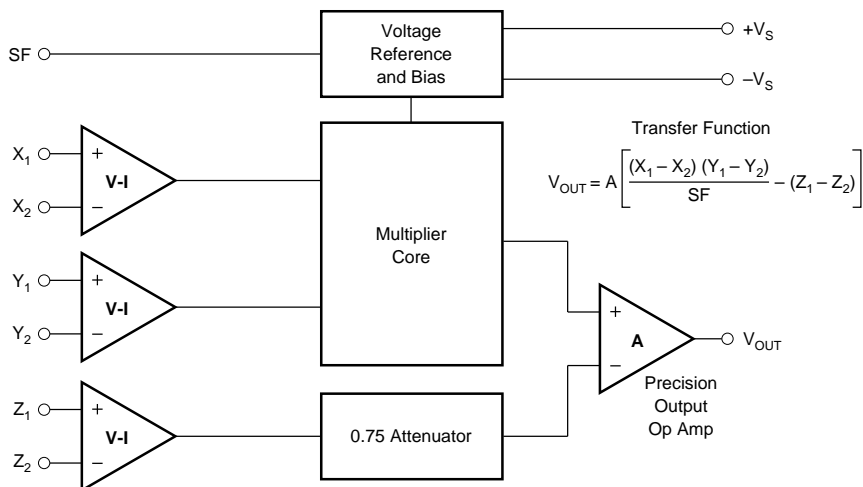 SF
Voltage
Reference
and Bias
+VS
–VS
Transfer Function
VOUT = A [ (X1 – X2) (Y1 – Y2) / SF – (Z1 – Z2) ]
X1
+
V-I
X2
–
Multiplier
Core
Y1
+
V-I
Y2
–
+
A
–
VOUT
Precision
Output
Op Amp
Z1
+
V-I
Z2
–
0.75 Attenuator